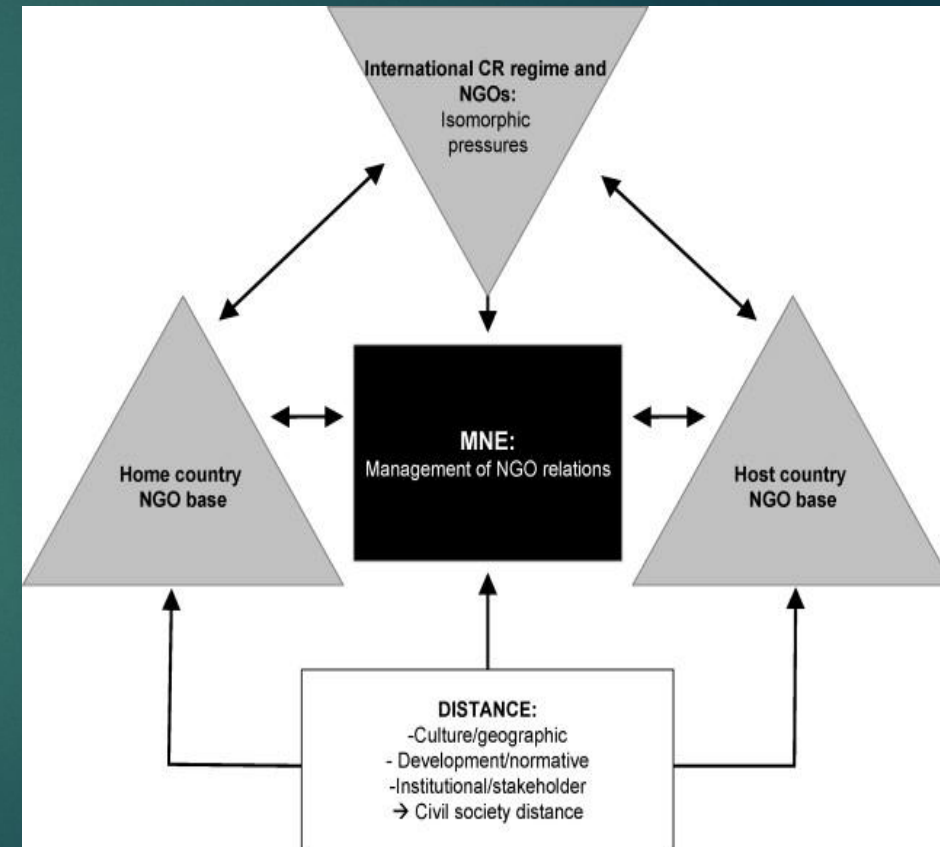 International CR regime and
NGOs:
Isomorphic
pressures
MNE:
Management of NGO relations
Home country
NGO base
Host country
NGO base
DISTANCE:
-Culture/geographic
- Development/normative
-Institutional/stakeholder
→ Civil society distance